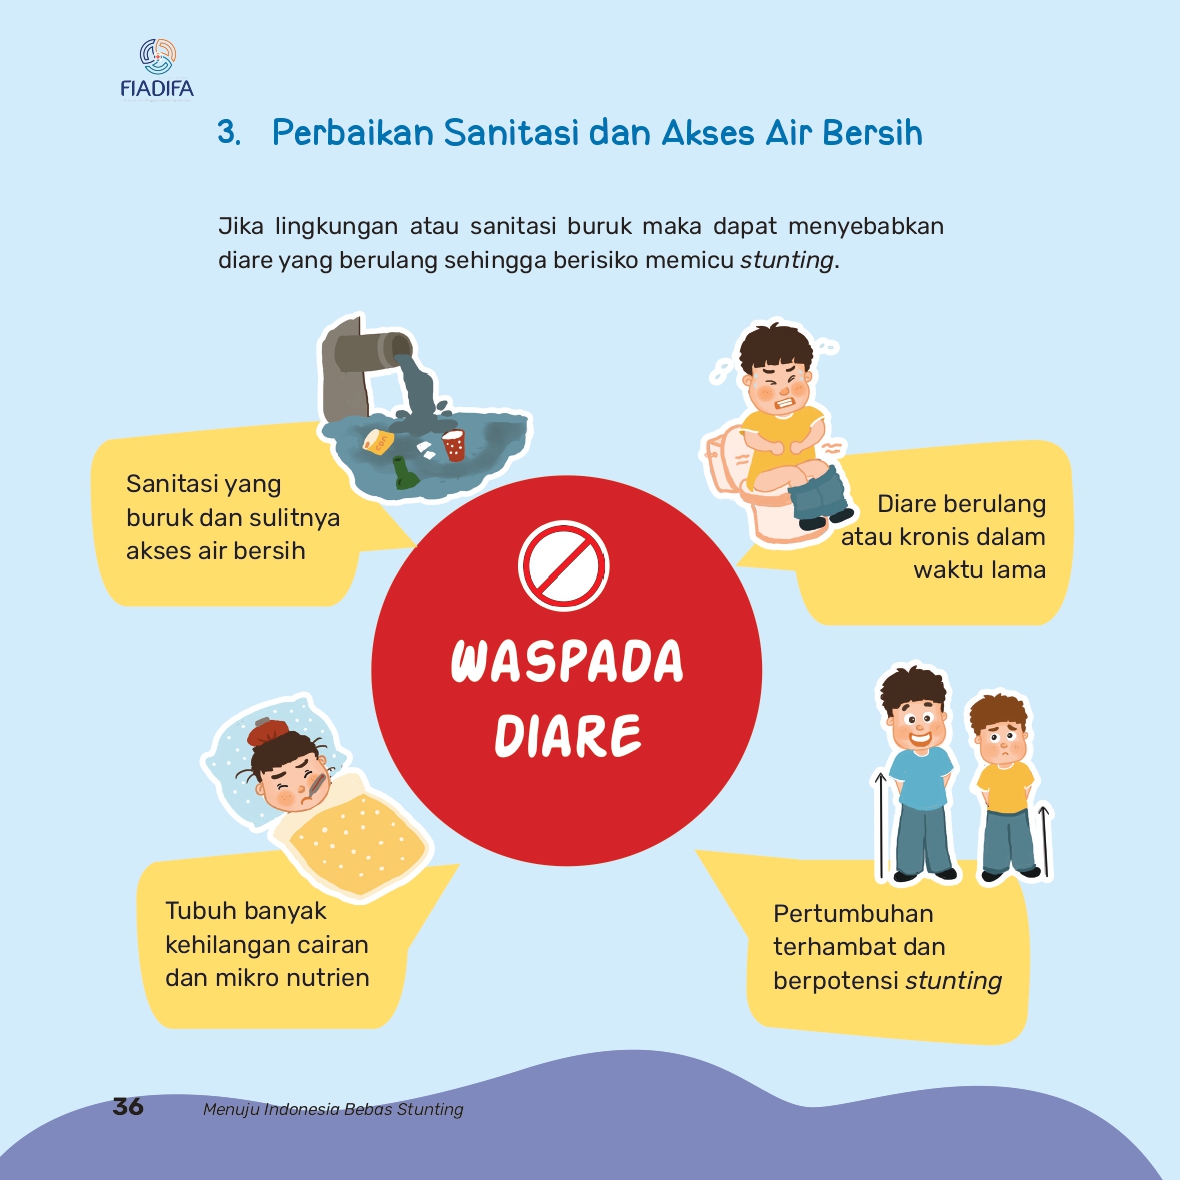 FIADIFA
3. Perbaikan Sanitasi dan Akses Air Bersih
Jika lingkungan atau sanitasi buruk maka dapat menyebabkan
diare yang berulang sehingga berisiko memicu stunting.
Sanitasi yang
buruk dan sulitnya
akses air bersih
Diare berulang
atau kronis dalam
waktu lama
WASPADA
DIARE
Tubuh banyak
kehilangan cairan
dan mikro nutrien
Pertumbuhan
terhambat dan
berpotensi stunting
36
Menuju Indonesia Bebas Stunting